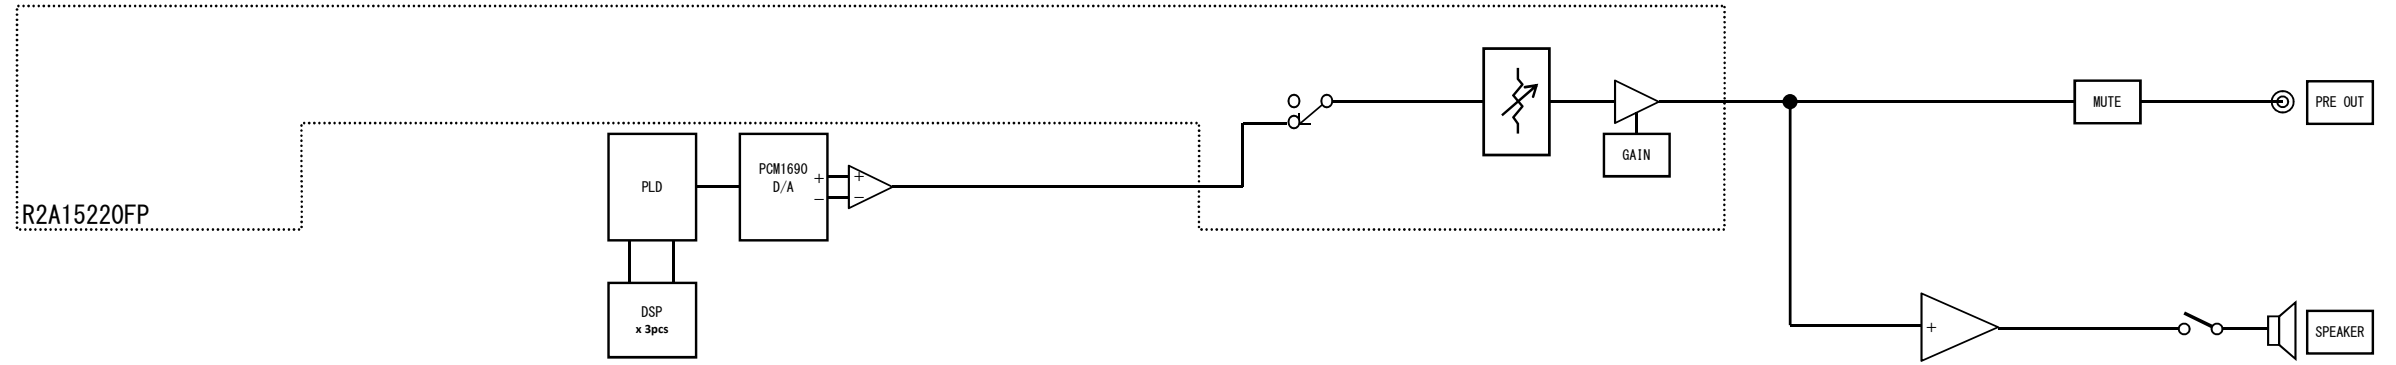 R2A15220FP
PLD
PCM1690
D/A
+
−
+
−
DSP
x 3pcs
GAIN
MUTE
PRE OUT
+
SPEAKER